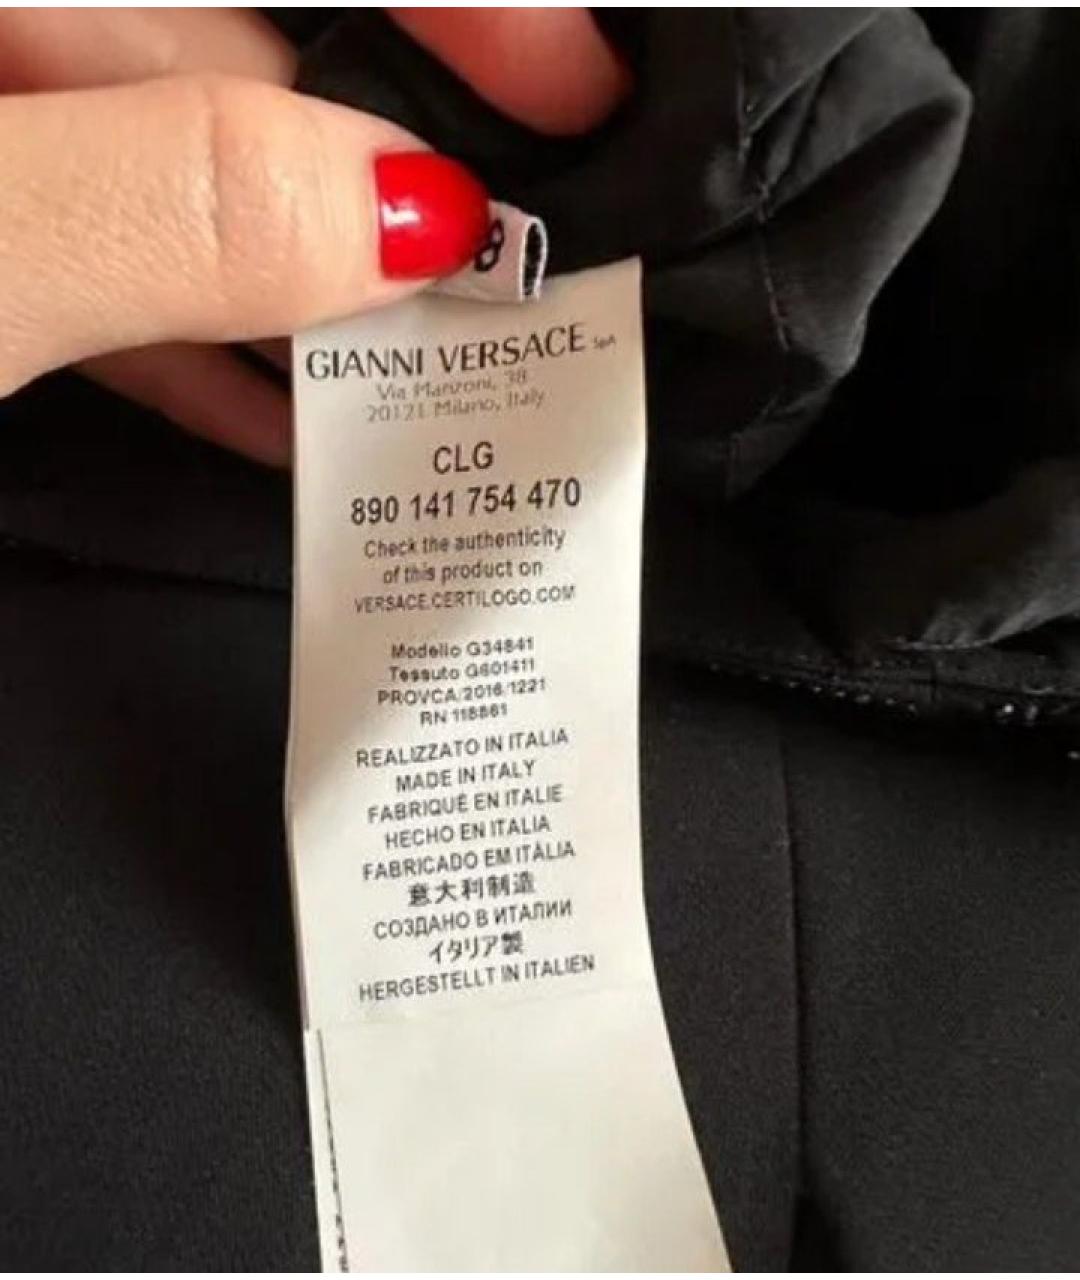 8
GIANNI VERSACE SpA
Via Manzoni, 38
20121 Milano, Italy
CLG
890 141 754 470
Check the authenticity
of this product on
VERSACE.CERTILOGO.COM
Modello G34841
Tessuto G601411
PROVCA/2016/1221
RN 118861
REALIZZATO IN ITALIA
MADE IN ITALY
FABRIQUÉ EN ITALIE
HECHO EN ITALIA
FABRICADO EM ITÁLIA
意大利制造
СОЗДАНО В ИТАЛИИ
イタリア製
HERGESTELLT IN ITALIEN